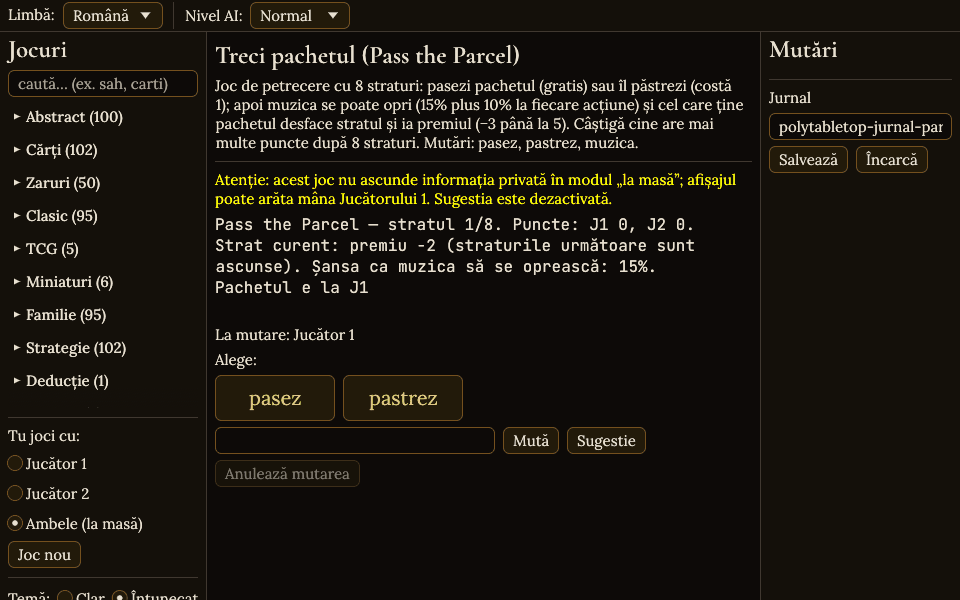 Limbă: Română Nivel AI: Normal
Jocuri
caută... (ex. sah, carti)
Abstract (100)
Cărți (102)
Zaruri (50)
Clasic (95)
TCG (5)
Miniaturi (6)
Familie (95)
Strategie (102)
Deducție (1)
Tu joci cu:
Jucător 1
Jucător 2
Ambele (la masă)
Joc nou
Temă: Clar Întunecat
Treci pachetul (Pass the Parcel)
Joc de petrecere cu 8 straturi: pasezi pachetul (gratis) sau îl păstrezi (costă
1); apoi muzica se poate opri (15% plus 10% la fiecare acțiune) și cel care ține
pachetul desface stratul și ia premiul (−3 până la 5). Câștigă cine are mai
multe puncte după 8 straturi. Mutări: pasez, pastrez, muzica.
Atenție: acest joc nu ascunde informația privată în modul „la masă”; afișajul
poate arăta mâna Jucătorului 1. Sugestia este dezactivată.
Pass the Parcel — stratul 1/8. Puncte: J1 0, J2 0.
Strat curent: premiu -2 (straturile următoare sunt
ascunse). Șansa ca muzica să se oprească: 15%.
Pachetul e la J1
La mutare: Jucător 1
Alege:
pasez pastrez
Mută Sugestie
Anulează mutarea
Mutări
Jurnal
polytabletop-jurnal-par
Salvează Încarcă